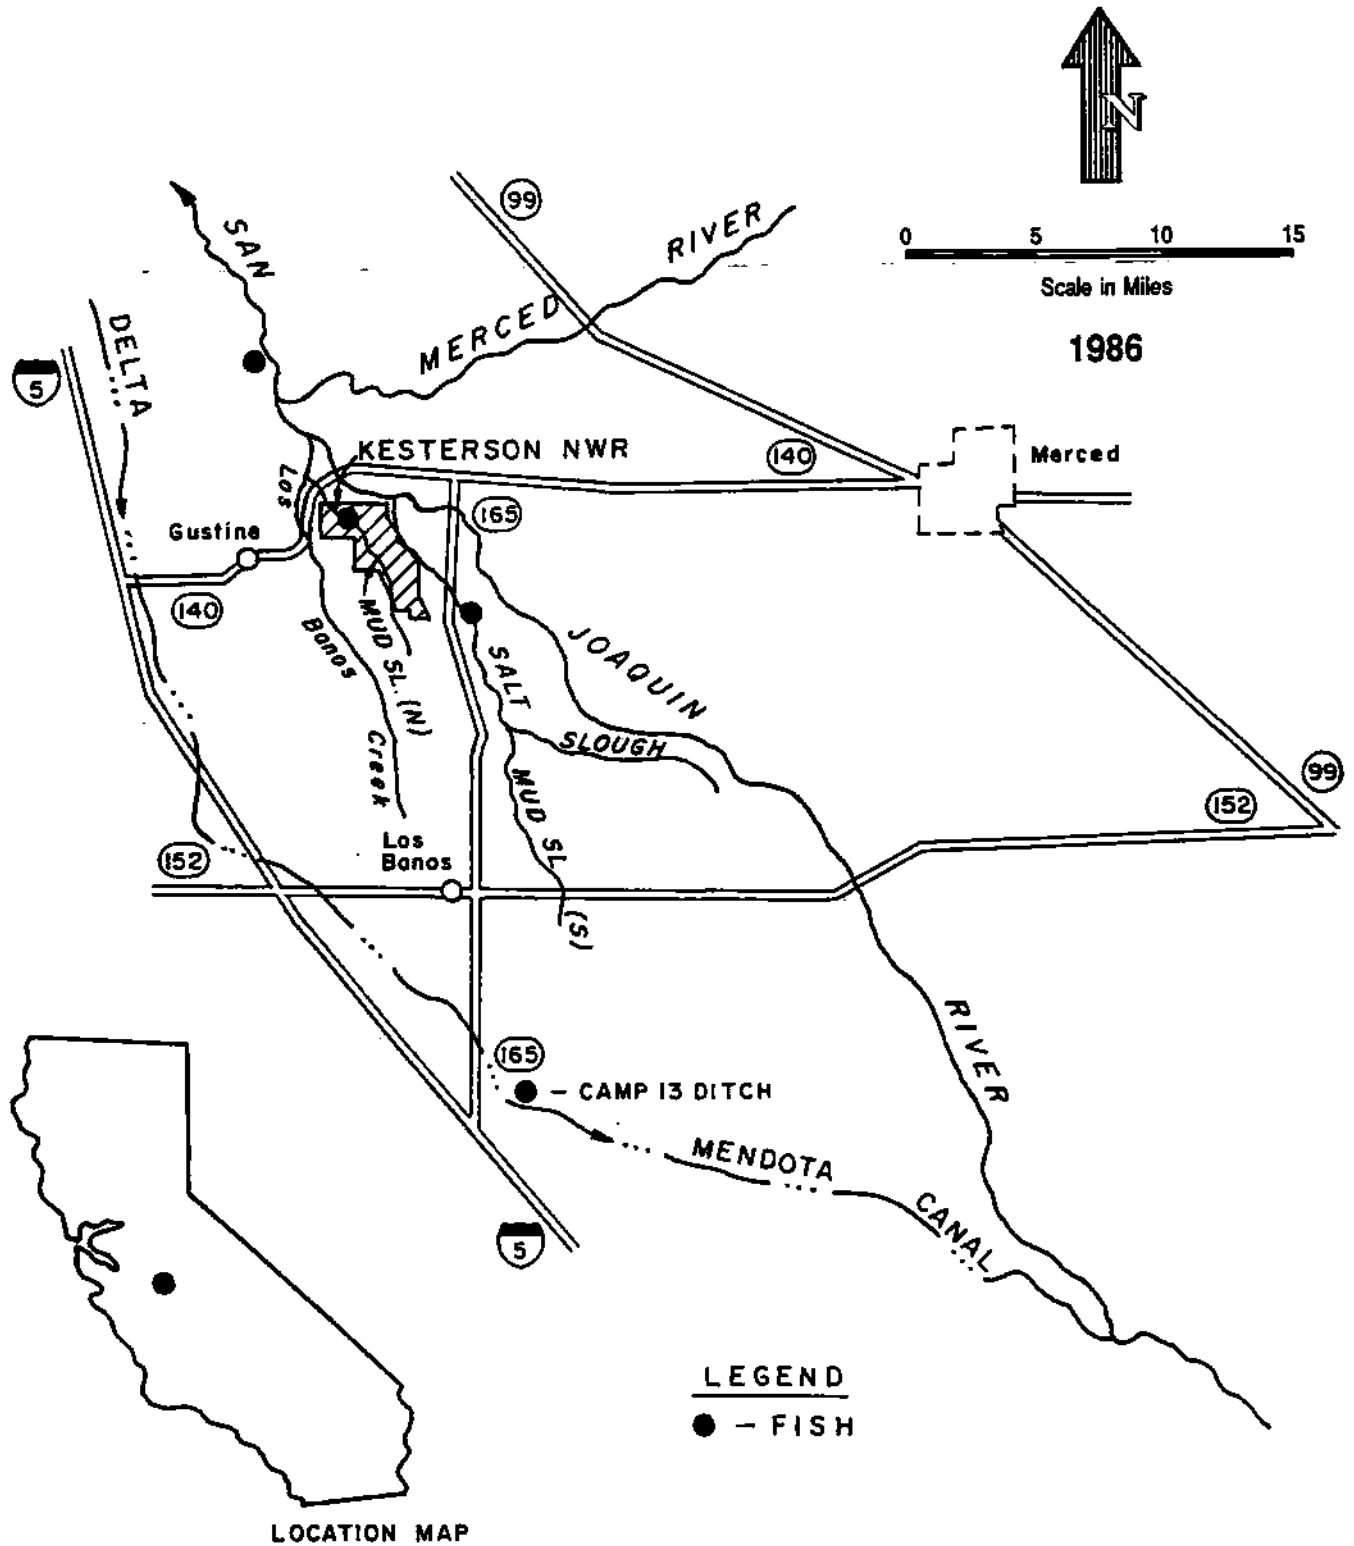 N
99
SAN
MERCED RIVER
0 5 10 15
Scale in Miles
1986
DELTA
5
KESTERSON NWR
140
Merced
Los
165
Gustine
140
Banos
MUD SL. (N)
JOAQUIN
SALT
SLOUGH
Creek
MUD SL
(S)
99
152
Los
Banos
152
RIVER
165
- CAMP 13 DITCH
MENDOTA
CANAL
5
LEGEND
- FISH
LOCATION MAP